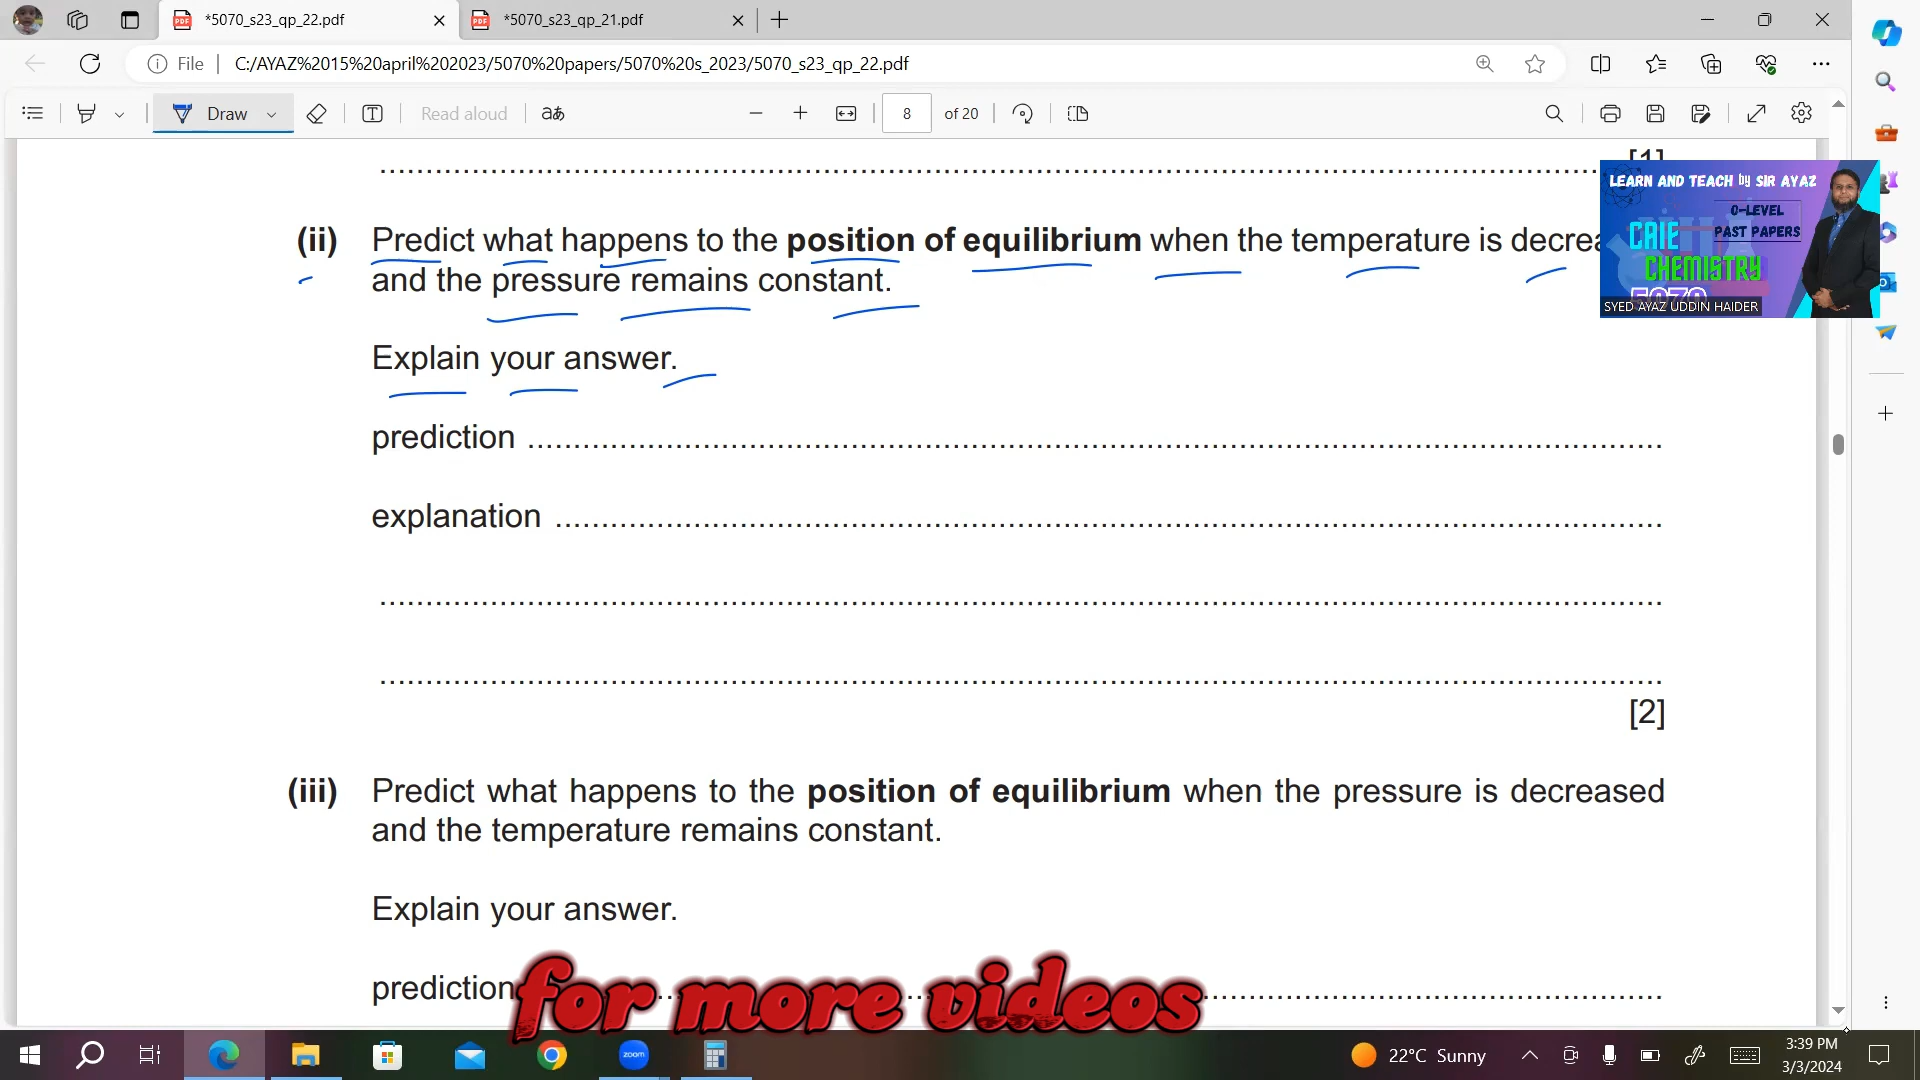 *5070_s23_qp_22.pdf
*5070_s23_qp_21.pdf
File
C:/AYAZ%2015%20april%202023/5070%20papers/5070%20s_2023/5070_s23_qp_22.pdf
Draw
Read aloud
aあ
8
of 20
[1]
(ii) Predict what happens to the position of equilibrium when the temperature is decrea
and the pressure remains constant.
Explain your answer.
prediction
explanation
[2]
(iii) Predict what happens to the position of equilibrium when the pressure is decreased
and the temperature remains constant.
Explain your answer.
prediction
LEARN AND TEACH by SIR AYAZ
O-LEVEL
PAST PAPERS
CAIE
CHEMISTRY
5070
SYED AYAZ UDDIN HAIDER
for more videos
zoom
22°C Sunny
3:39 PM
3/3/2024